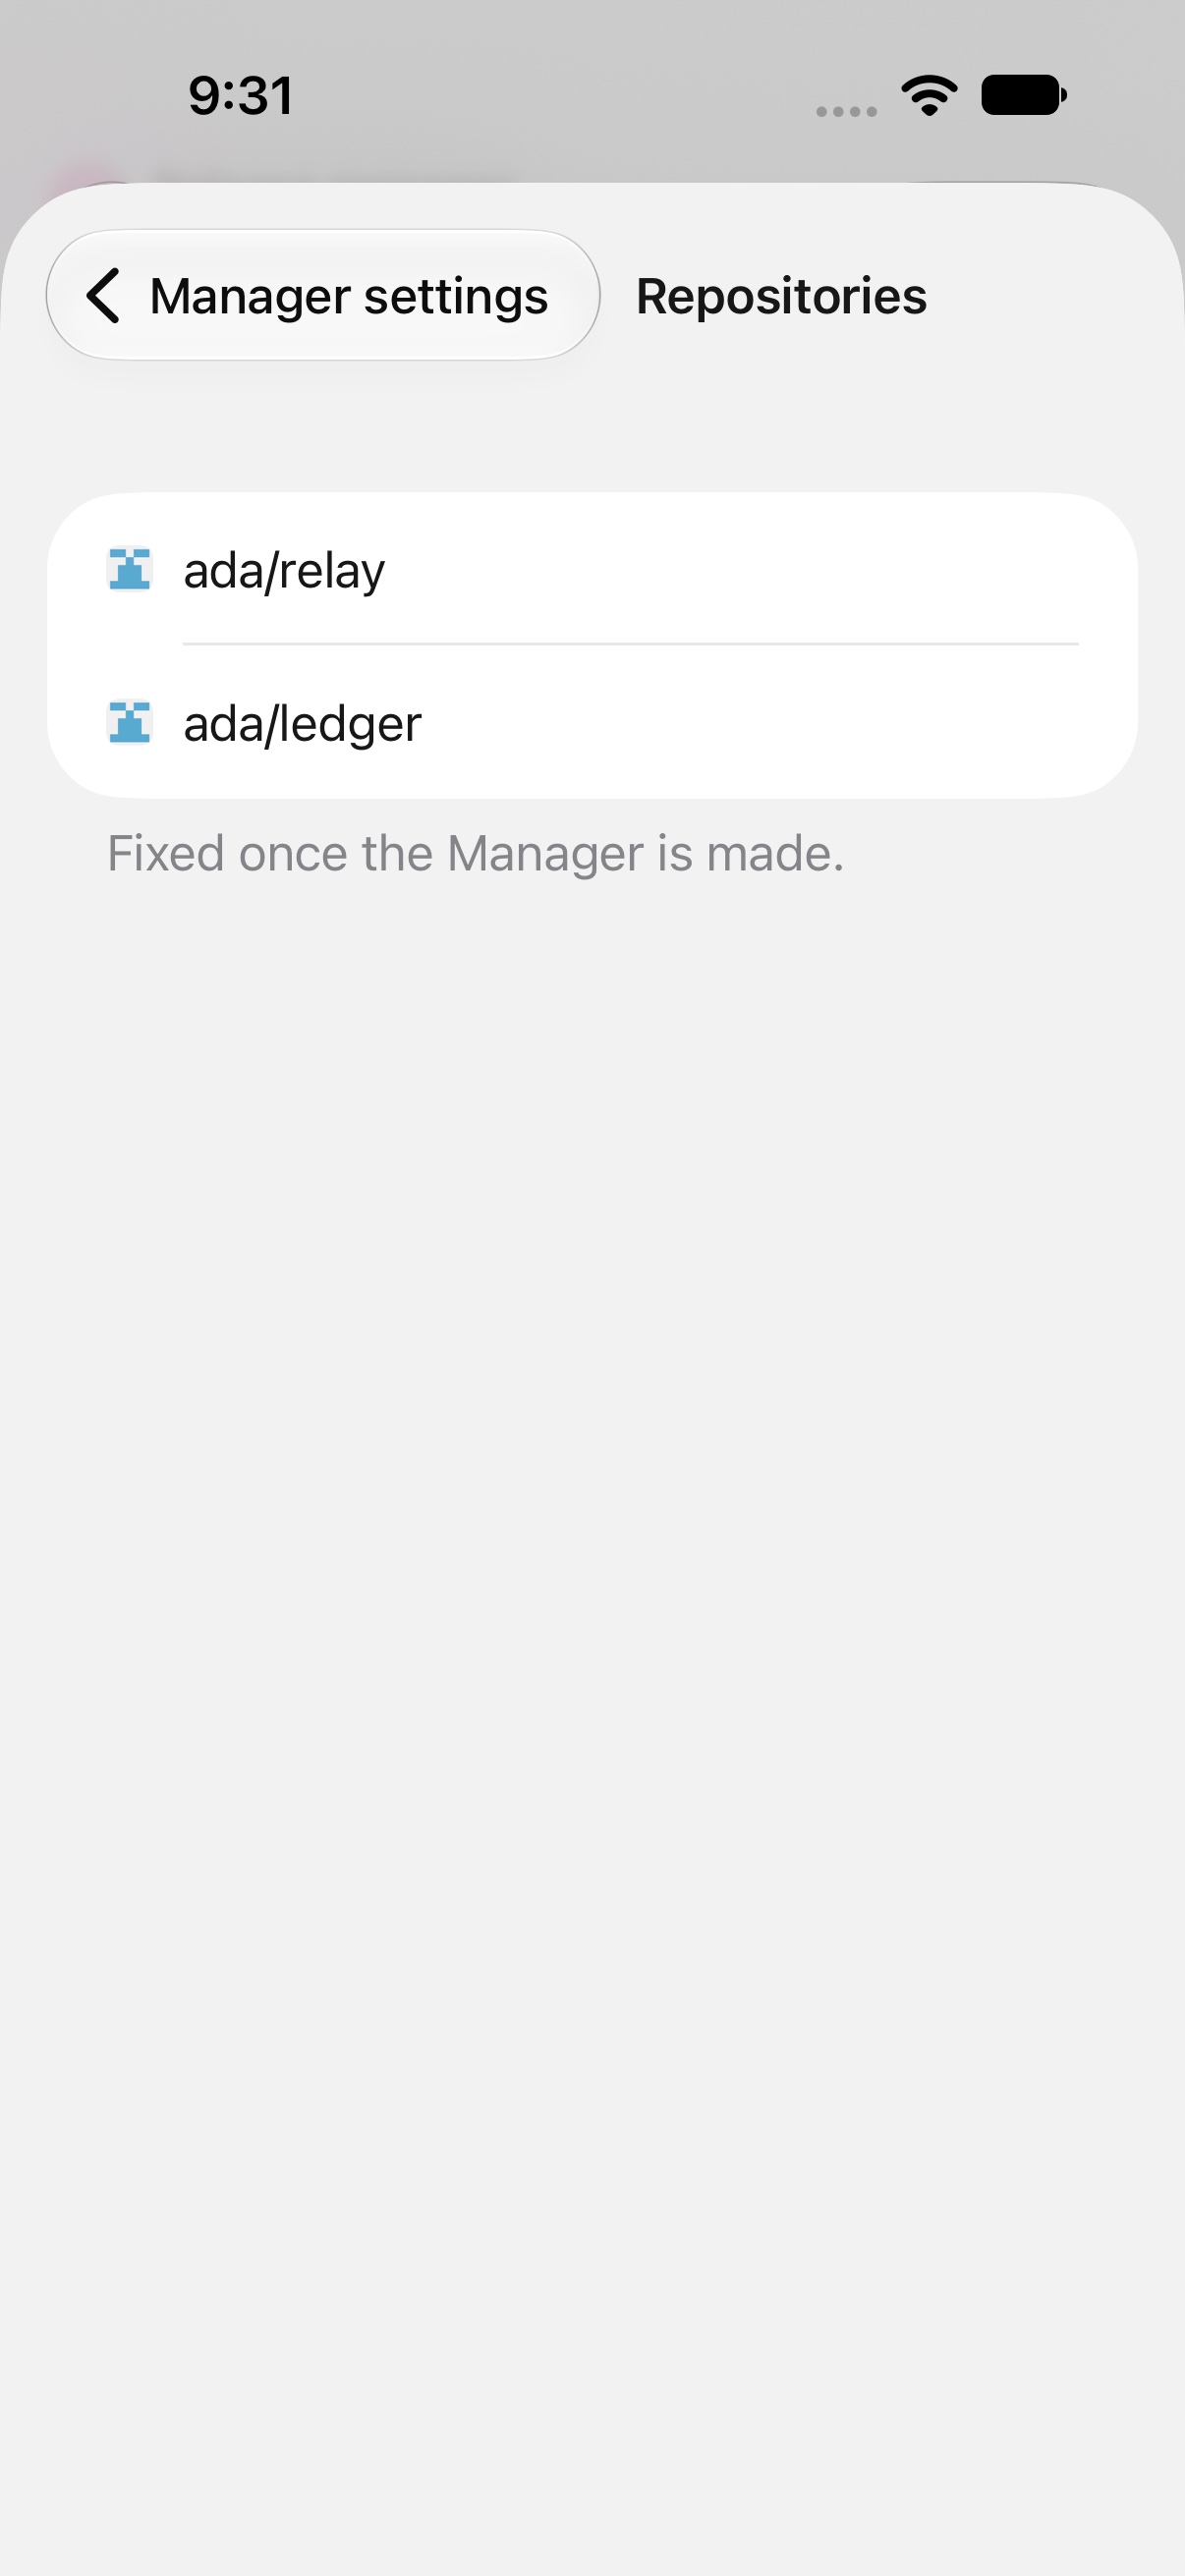 9:31
Manager settings
Repositories
ada/relay
ada/ledger
Fixed once the Manager is made.